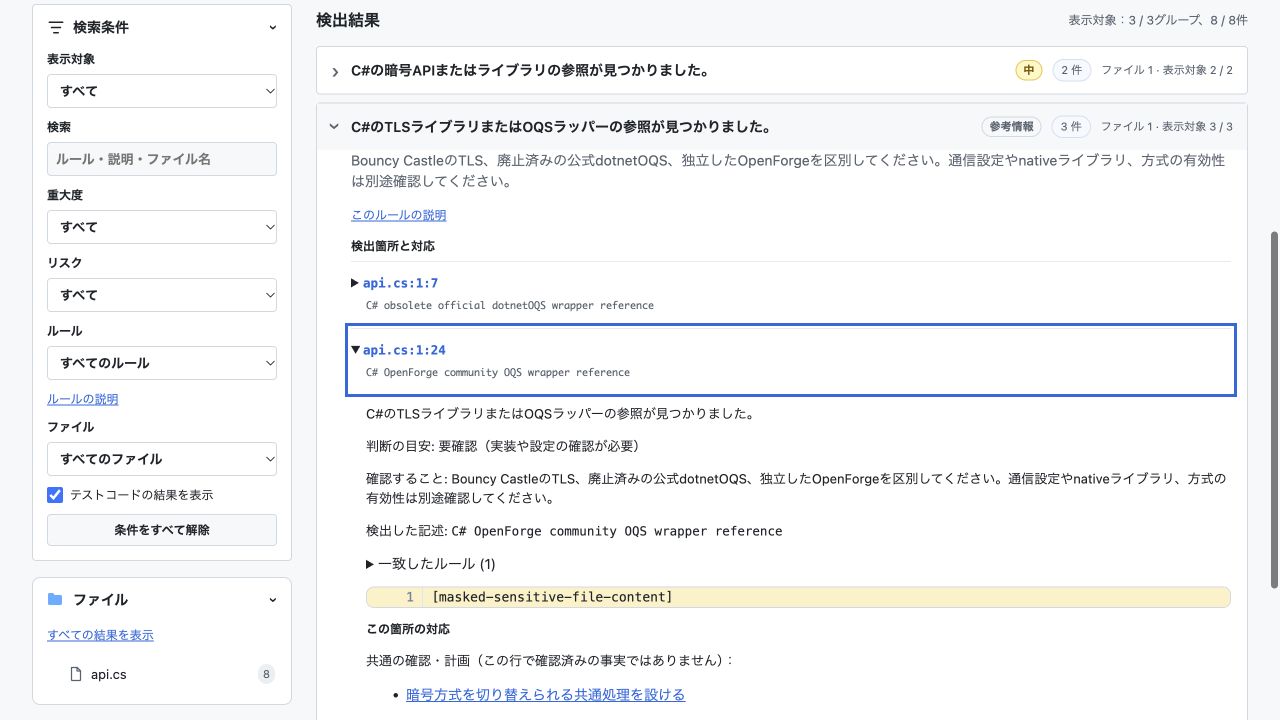 検索条件
表示対象
すべて
検索
ルール・説明・ファイル名
重大度
すべて
リスク
すべて
ルール
すべてのルール
ルールの説明
ファイル
すべてのファイル
テストコードの結果を表示
条件をすべて解除
ファイル
すべての結果を表示
api.cs 8
検出結果
表示対象：3 / 3グループ、8 / 8件
C#の暗号APIまたはライブラリの参照が見つかりました。 中 2 件 ファイル 1 · 表示対象 2 / 2
C#のTLSライブラリまたはOQSラッパーの参照が見つかりました。 参考情報 3 件 ファイル 1 · 表示対象 3 / 3
Bouncy CastleのTLS、廃止済みの公式dotnetOQS、独立したOpenForgeを区別してください。通信設定やnativeライブラリ、方式の有効性
は別途確認してください。
このルールの説明
検出箇所と対応
api.cs:1:7
C# obsolete official dotnetOQS wrapper reference
api.cs:1:24
C# OpenForge community OQS wrapper reference
C#のTLSライブラリまたはOQSラッパーの参照が見つかりました。
判断の目安: 要確認（実装や設定の確認が必要）
確認すること: Bouncy CastleのTLS、廃止済みの公式dotnetOQS、独立したOpenForgeを区別してください。通信設定やnativeライブラリ、方式の
有効性は別途確認してください。
検出した記述: C# OpenForge community OQS wrapper reference
一致したルール (1)
1 [masked-sensitive-file-content]
この箇所の対応
共通の確認・計画（この行で確認済みの事実ではありません）：
• 暗号方式を切り替えられる共通処理を設ける